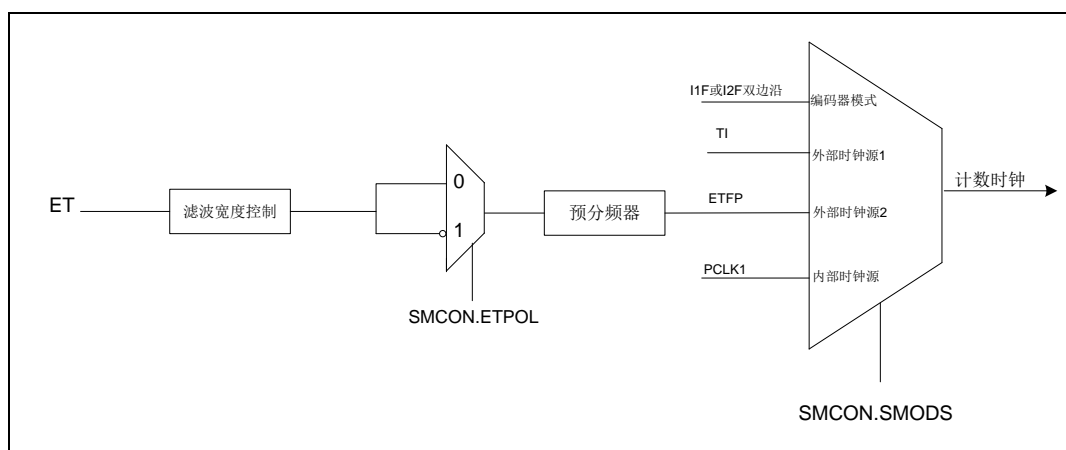 I1F或I2F双边沿
编码器模式
TI
外部时钟源1
计数时钟
0
ET
滤波宽度控制
预分频器
ETFP
外部时钟源2
1
PCLK1
内部时钟源
SMCON.ETPOL
SMCON.SMODS